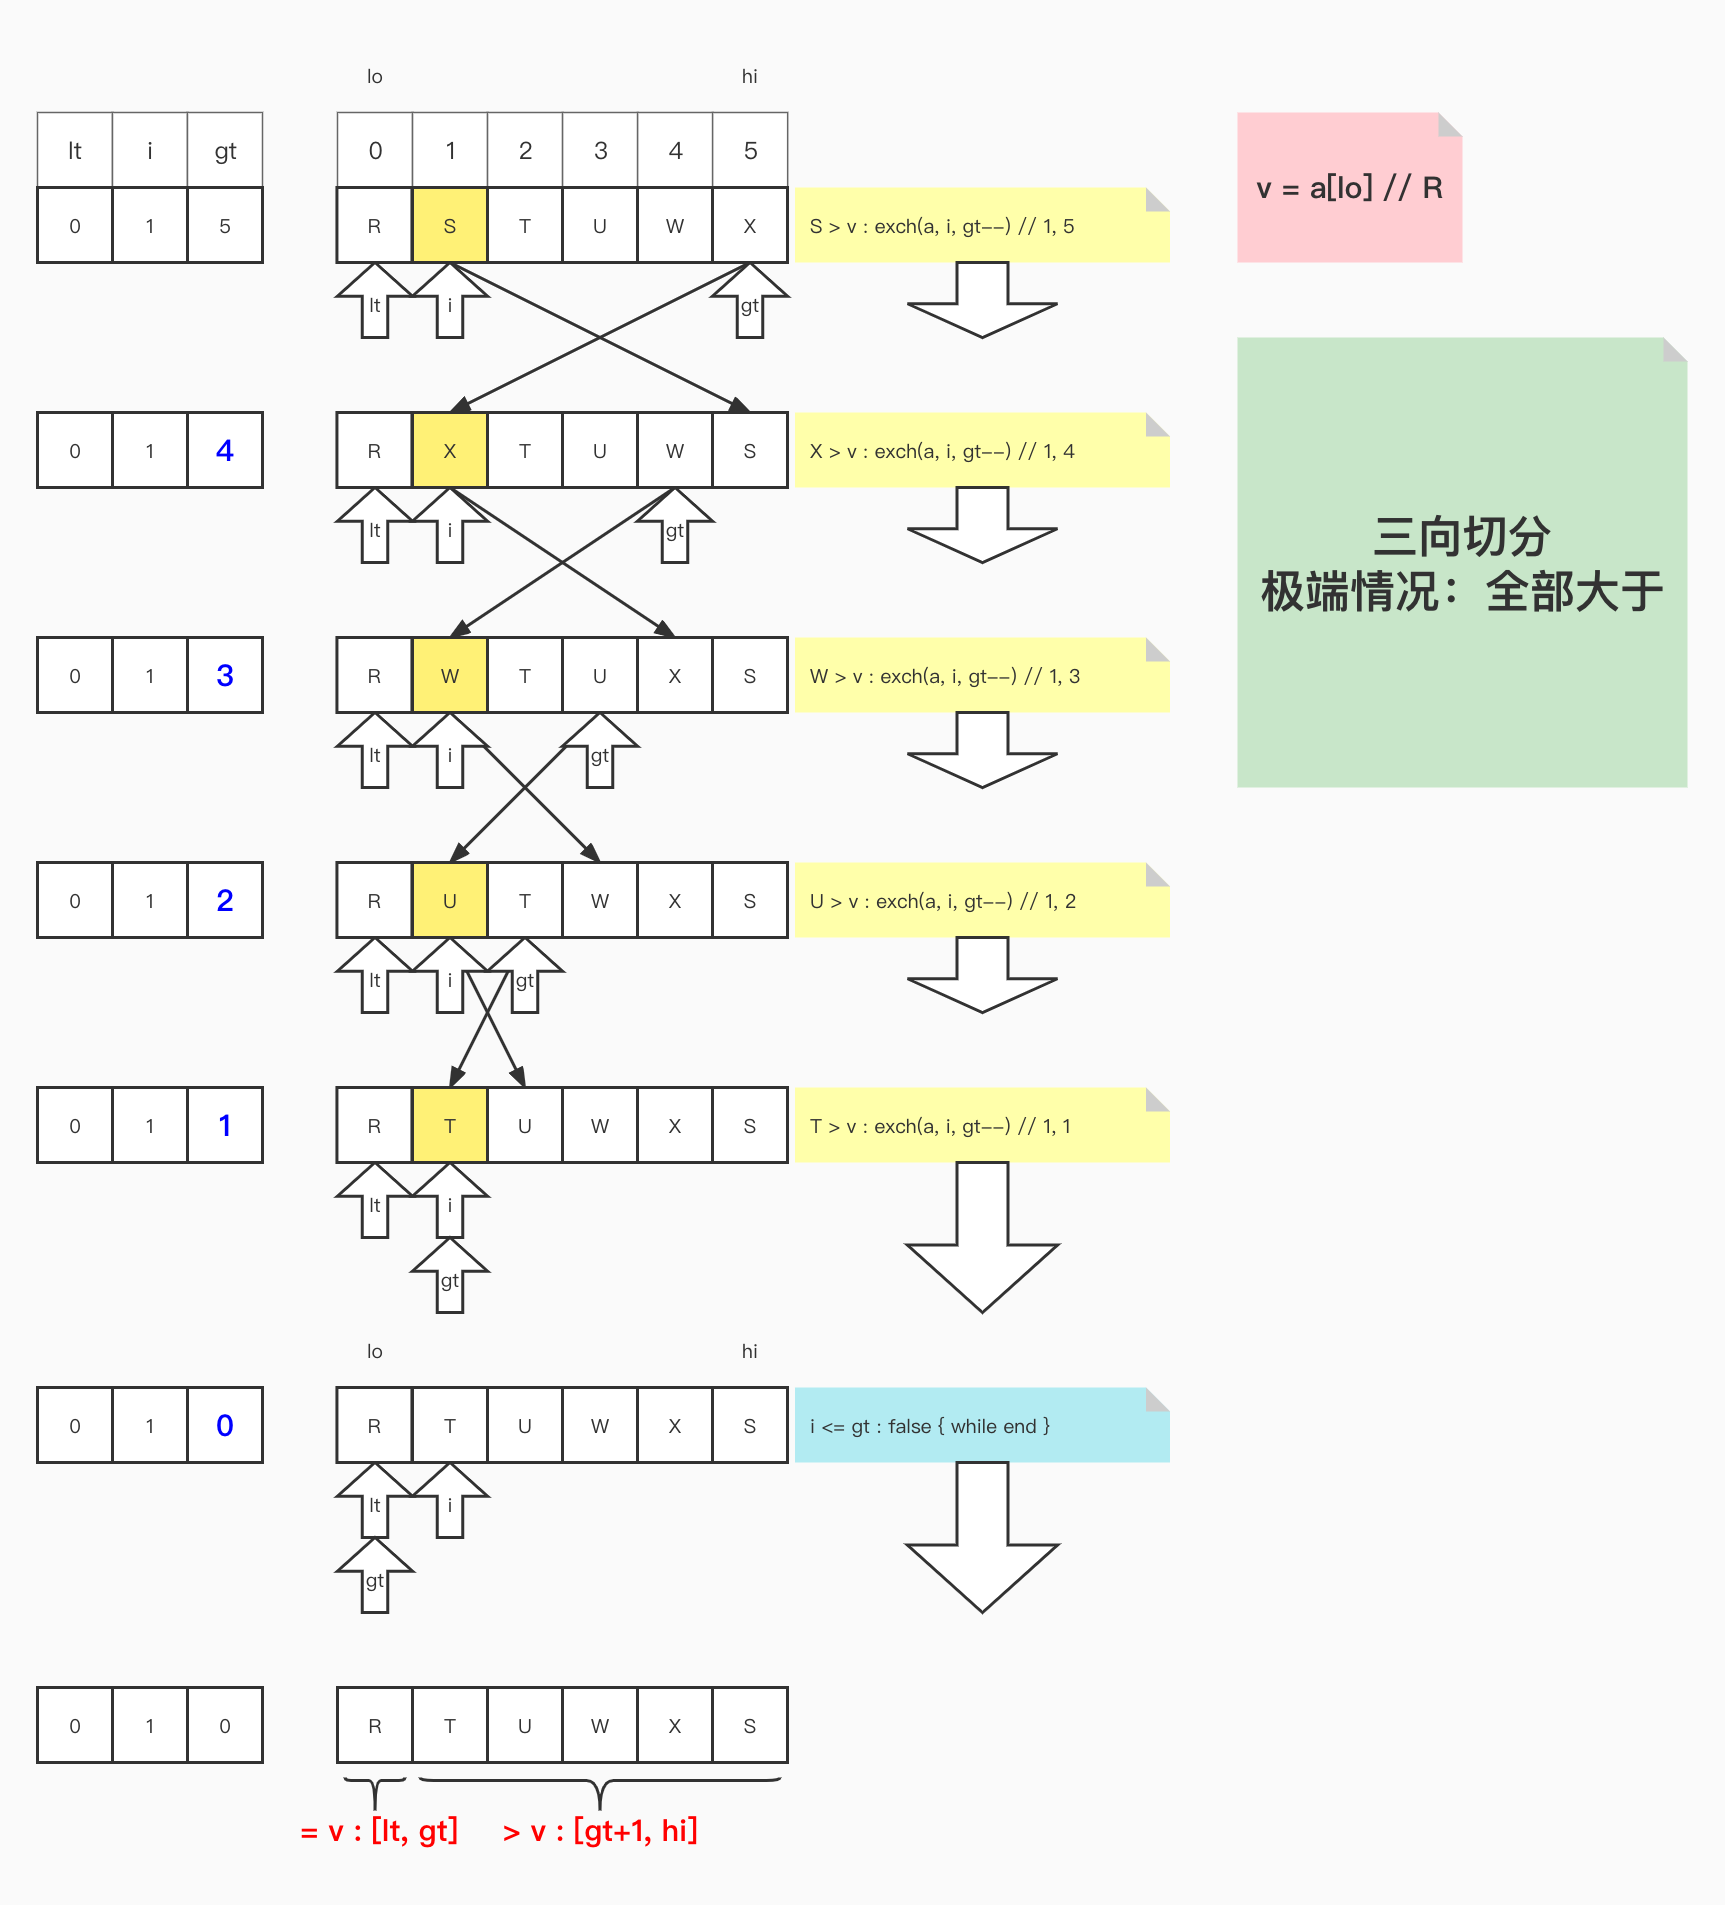 lo hi
lt i gt 0 1 2 3 4 5
v = a[lo] // R
0 1 5 R S T U W X S > v : exch(a, i, gt--) // 1, 5
lt i gt
三向切分
极端情况：全部大于
0 1 4 R X T U W S X > v : exch(a, i, gt--) // 1, 4
lt i gt
0 1 3 R W T U X S W > v : exch(a, i, gt--) // 1, 3
lt i gt
0 1 2 R U T W X S U > v : exch(a, i, gt--) // 1, 2
lt i gt
0 1 1 R T U W X S T > v : exch(a, i, gt--) // 1, 1
lt i
gt
lo hi
0 1 0 R T U W X S i <= gt : false { while end }
lt i
gt
0 1 0 R T U W X S
= v : [lt, gt] > v : [gt+1, hi]